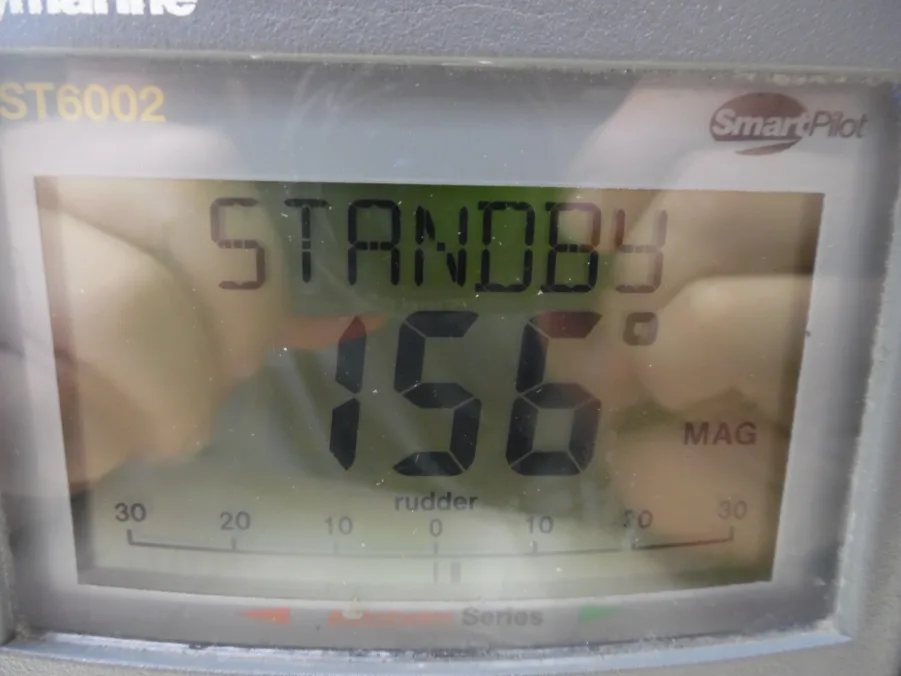 ST6002
SmartPilot
STANDBY
156°
MAG
rudder
30 20 10 0 10 20 30
Series